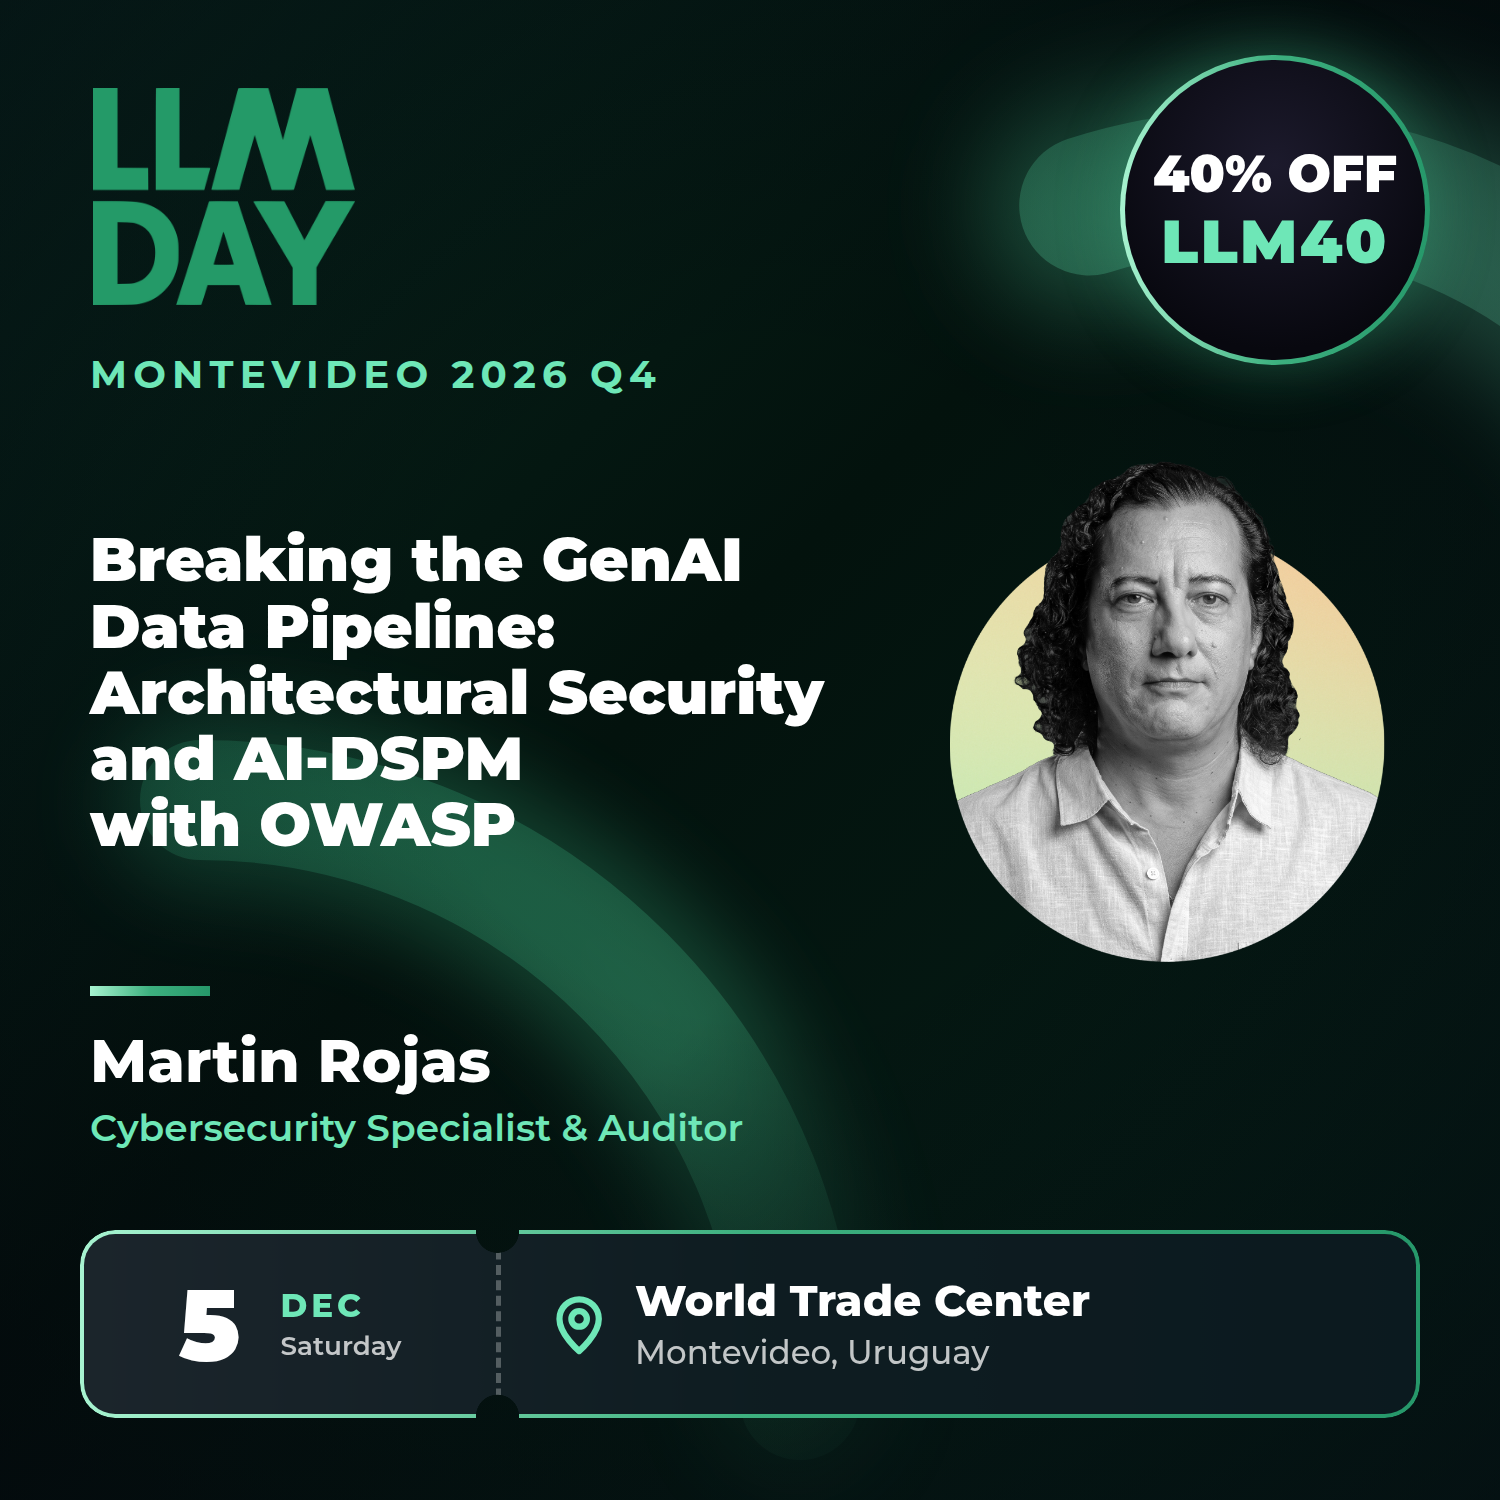 LLM
DAY
MONTEVIDEO 2026 Q4
40% OFF
LLM40
Breaking the GenAI
Data Pipeline:
Architectural Security
and AI-DSPM
with OWASP
Martin Rojas
Cybersecurity Specialist & Auditor
5
DEC
Saturday
World Trade Center
Montevideo, Uruguay